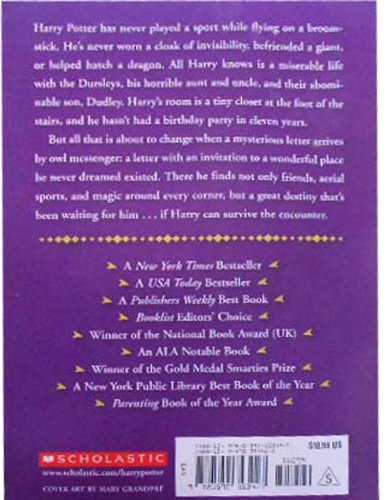 Harry Potter has never played a sport while flying on a broom-
stick. He's never worn a cloak of invisibility, befriended a giant,
or helped hatch a dragon. All Harry knows is a miserable life
with the Dursleys, his horrible aunt and uncle, and their abomi-
nable son, Dudley. Harry's room is a tiny closet at the foot of the
stairs, and he hasn't had a birthday party in eleven years.
But all that is about to change when a mysterious letter arrives
by owl messenger: a letter with an invitation to a wonderful place
he never dreamed existed. There he finds not only friends, aerial
sports, and magic around every corner, but a great destiny that's
been waiting for him . . . if Harry can survive the encounter.
A New York Times Bestseller
A USA Today Bestseller
A Publishers Weekly Best Book
Booklist Editors' Choice
Winner of the National Book Award (UK)
An ALA Notable Book
Winner of the Gold Medal Smarties Prize
A New York Public Library Best Book of the Year
Parenting Book of the Year Award
SCHOLASTIC
www.scholastic.com/harrypotter
COVER ART BY MARY GRANDPRÉ
$10.99 US
S